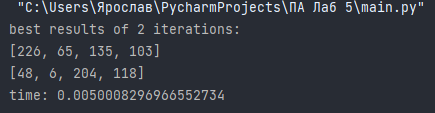 "C:\Users\Ярослав\PycharmProjects\ПА Лаб 5\main.py"
best results of 2 iterations:
[226, 65, 135, 103]
[48, 6, 204, 118]
time: 0.0050008296966552734